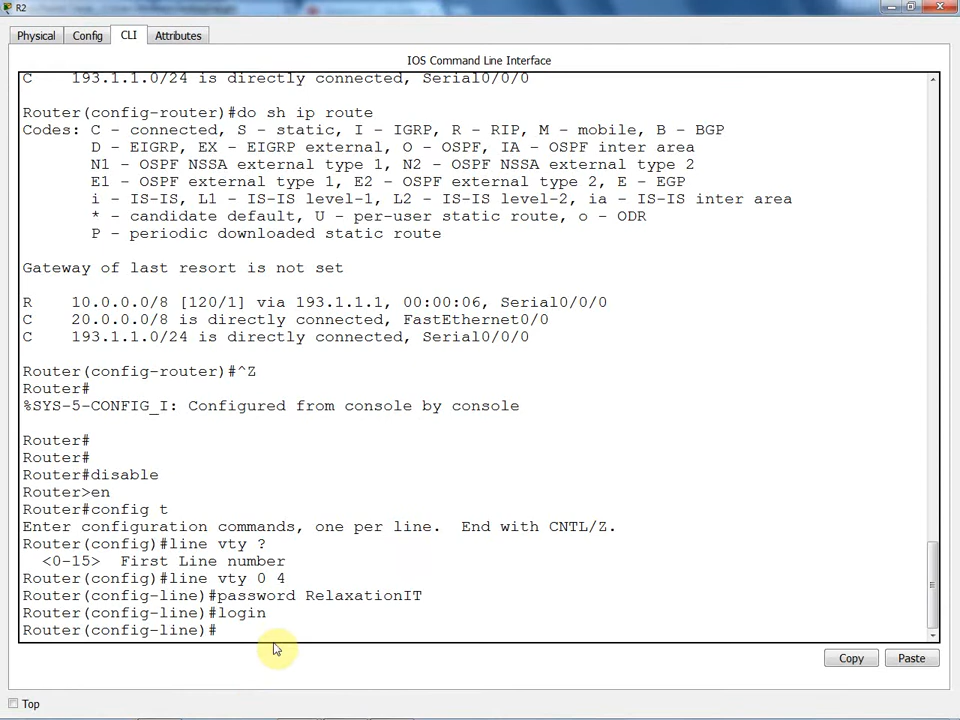 R2
Physical
Config
CLI
Attributes
IOS Command Line Interface
C    193.1.1.0/24 is directly connected, Serial0/0/0
Router(config-router)#do sh ip route
Codes: C - connected, S - static, I - IGRP, R - RIP, M - mobile, B - BGP
D - EIGRP, EX - EIGRP external, O - OSPF, IA - OSPF inter area
N1 - OSPF NSSA external type 1, N2 - OSPF NSSA external type 2
E1 - OSPF external type 1, E2 - OSPF external type 2, E - EGP
i - IS-IS, L1 - IS-IS level-1, L2 - IS-IS level-2, ia - IS-IS inter area
* - candidate default, U - per-user static route, o - ODR
P - periodic downloaded static route
Gateway of last resort is not set
R    10.0.0.0/8 [120/1] via 193.1.1.1, 00:00:06, Serial0/0/0
C    20.0.0.0/8 is directly connected, FastEthernet0/0
C    193.1.1.0/24 is directly connected, Serial0/0/0
Router(config-router)#^Z
Router#
%SYS-5-CONFIG_I: Configured from console by console
Router#
Router#
Router#disable
Router>en
Router#config t
Enter configuration commands, one per line.  End with CNTL/Z.
Router(config)#line vty ?
<0-15>  First Line number
Router(config)#line vty 0 4
Router(config-line)#password RelaxationIT
Router(config-line)#login
Router(config-line)#
Copy
Paste
Top